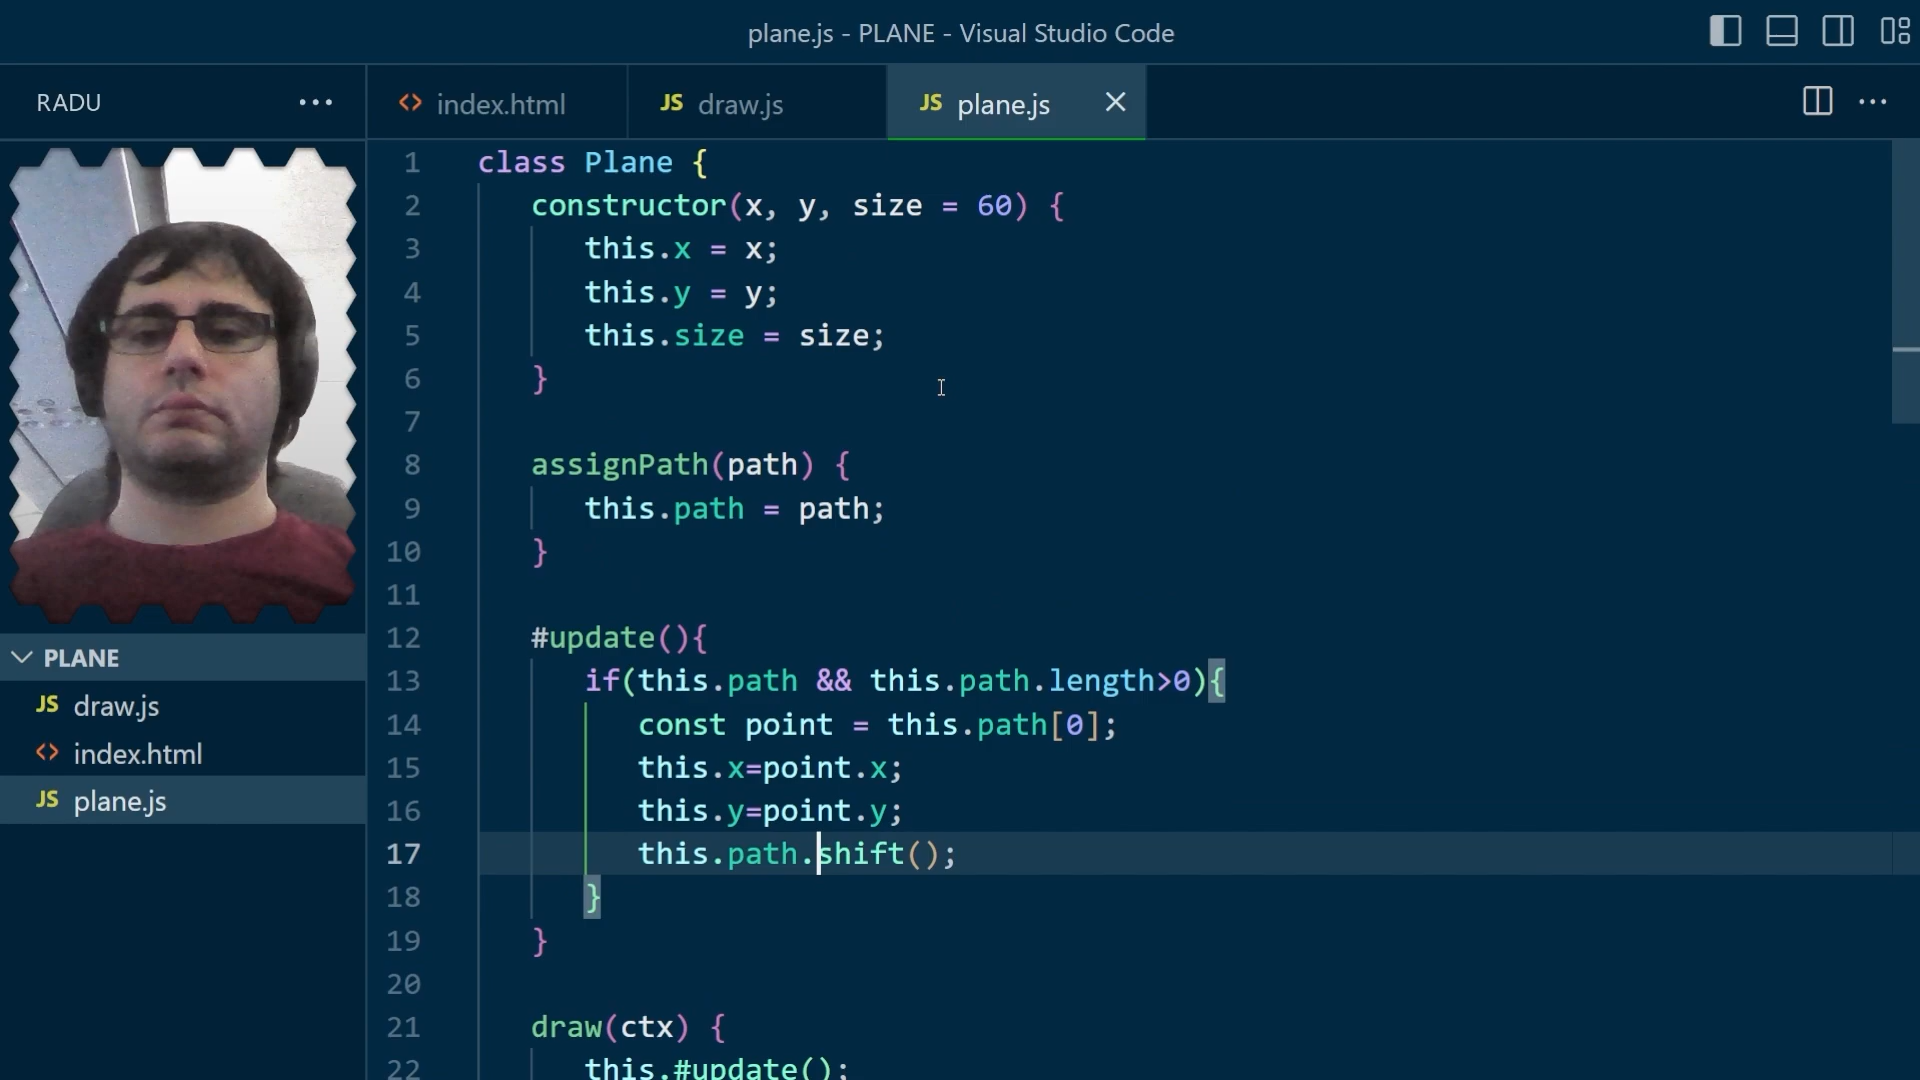 plane.js - PLANE - Visual Studio Code
RADU
index.html
JS draw.js
JS plane.js
1 class Plane {
2 constructor(x, y, size = 60) {
3 this.x = x;
4 this.y = y;
5 this.size = size;
6 }
7
8 assignPath(path) {
9 this.path = path;
10 }
11
12 #update(){
13 if(this.path && this.path.length>0){
14 const point = this.path[0];
15 this.x=point.x;
16 this.y=point.y;
17 this.path.shift();
18 }
19 }
20
21 draw(ctx) {
22 this.#update();
PLANE
JS draw.js
index.html
JS plane.js